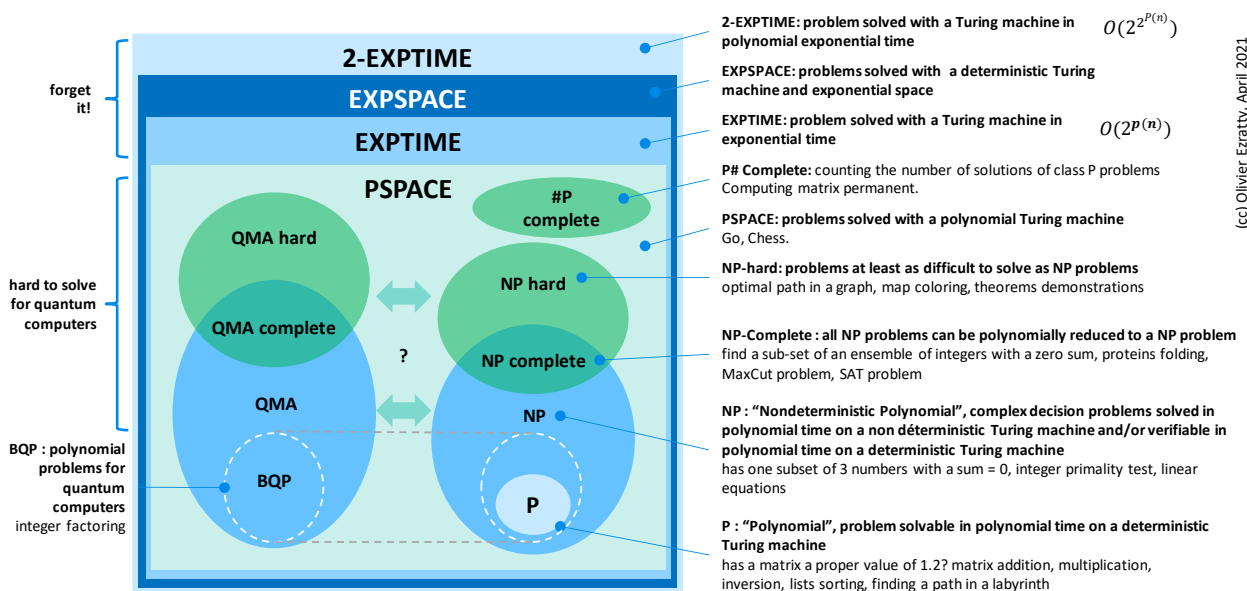 2-EXPTIME: problem solved with a Turing machine in
polynomial exponential time
O(2^{2^{P(n)}})
EXPSPACE: problems solved with a deterministic Turing
machine and exponential space
EXPTIME: problem solved with a Turing machine in
exponential time
O(2^{p(n)})
P# Complete: counting the number of solutions of class P problems
Computing matrix permanent.
PSPACE: problems solved with a polynomial Turing machine
Go, Chess.
NP-hard: problems at least as difficult to solve as NP problems
optimal path in a graph, map coloring, theorems demonstrations
NP-Complete : all NP problems can be polynomially reduced to a NP problem
find a sub-set of an ensemble of integers with a zero sum, proteins folding,
MaxCut problem, SAT problem
NP : “Nondeterministic Polynomial”, complex decision problems solved in
polynomial time on a non déterministic Turing machine and/or verifiable in
polynomial time on a deterministic Turing machine
has one subset of 3 numbers with a sum = 0, integer primality test, linear
equations
P : “Polynomial”, problem solvable in polynomial time on a deterministic
Turing machine
has a matrix a proper value of 1.2? matrix addition, multiplication,
inversion, lists sorting, finding a path in a labyrinth
(cc) Olivier Ezratty, April 2021
forget
it!
hard to solve
for quantum
computers
BQP : polynomial
problems for
quantum
computers
integer factoring
2-EXPTIME
EXPSPACE
EXPTIME
PSPACE
#P
complete
QMA hard
QMA complete
QMA
BQP
?
NP hard
NP complete
NP
P